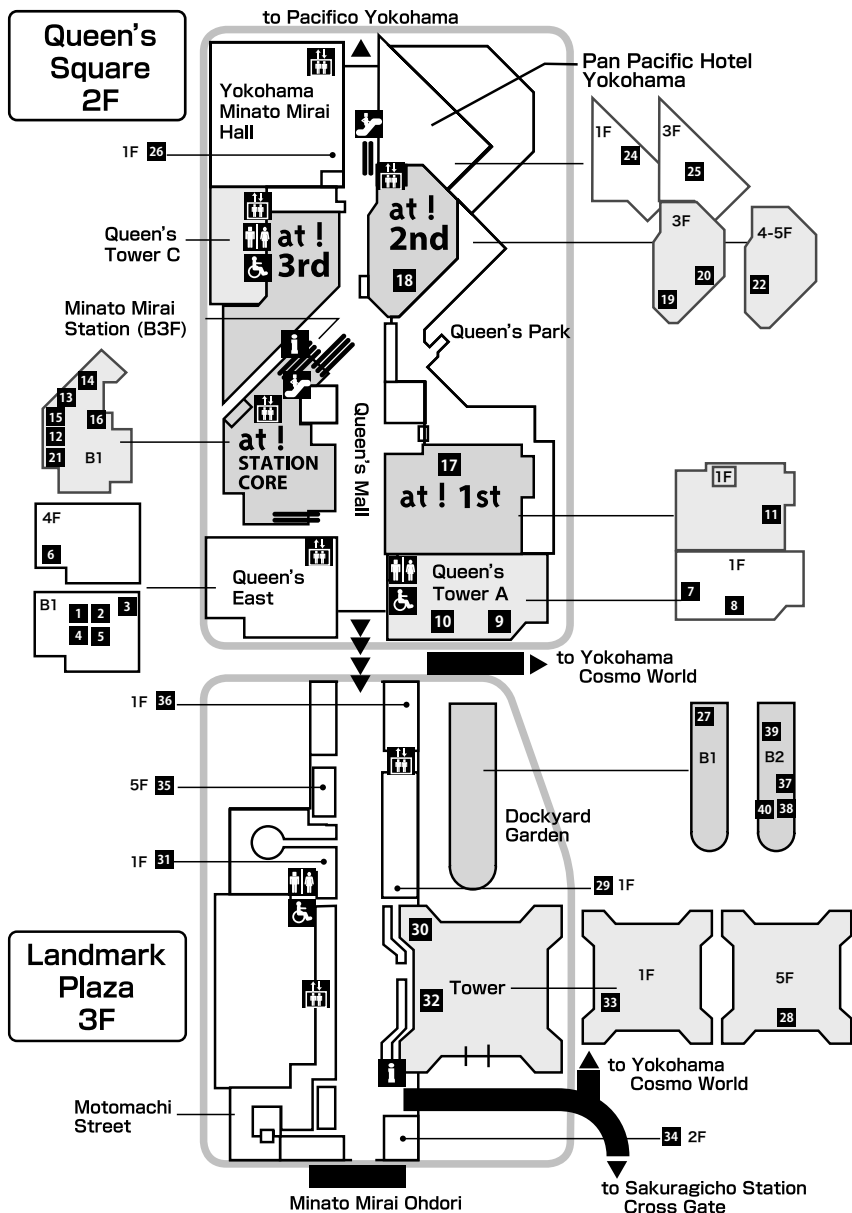 to Pacifico Yokohama
Queen's
Square
2F
Yokohama
Minato Mirai
Hall
Pan Pacific Hotel
Yokohama
1F 26
1F
24
3F
25
Queen's
Tower C
at !
3rd
at !
2nd
18
3F
20
19
4-5F
22
Minato Mirai
Station (B3F)
Queen's Park
14
13
15
16
12
21
B1
at !
STATION
CORE
Queen's Mall
17
at ! 1st
1F
11
4F
6
Queen's
East
Queen's
Tower A
10
9
1F
7
8
B1
1
2
3
4
5
to Yokohama
Cosmo World
1F 36
5F 35
1F 31
Dockyard
Garden
27
B1
39
B2
37
40
38
29 1F
Landmark
Plaza
3F
30
32
Tower
1F
33
5F
28
to Yokohama
Cosmo World
Motomachi
Street
34 2F
Minato Mirai Ohdori
to Sakuragicho Station
Cross Gate